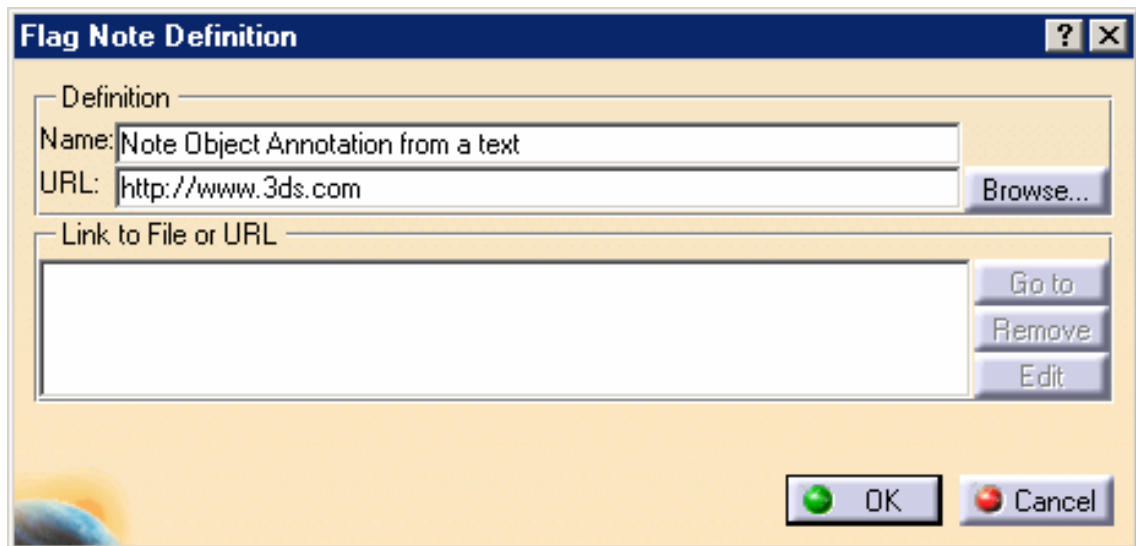 Flag Note Definition
Definition
Name: Note Object Annotation from a text
URL: http://www.3ds.com Browse...
Link to File or URL
Go to
Remove
Edit
OK Cancel